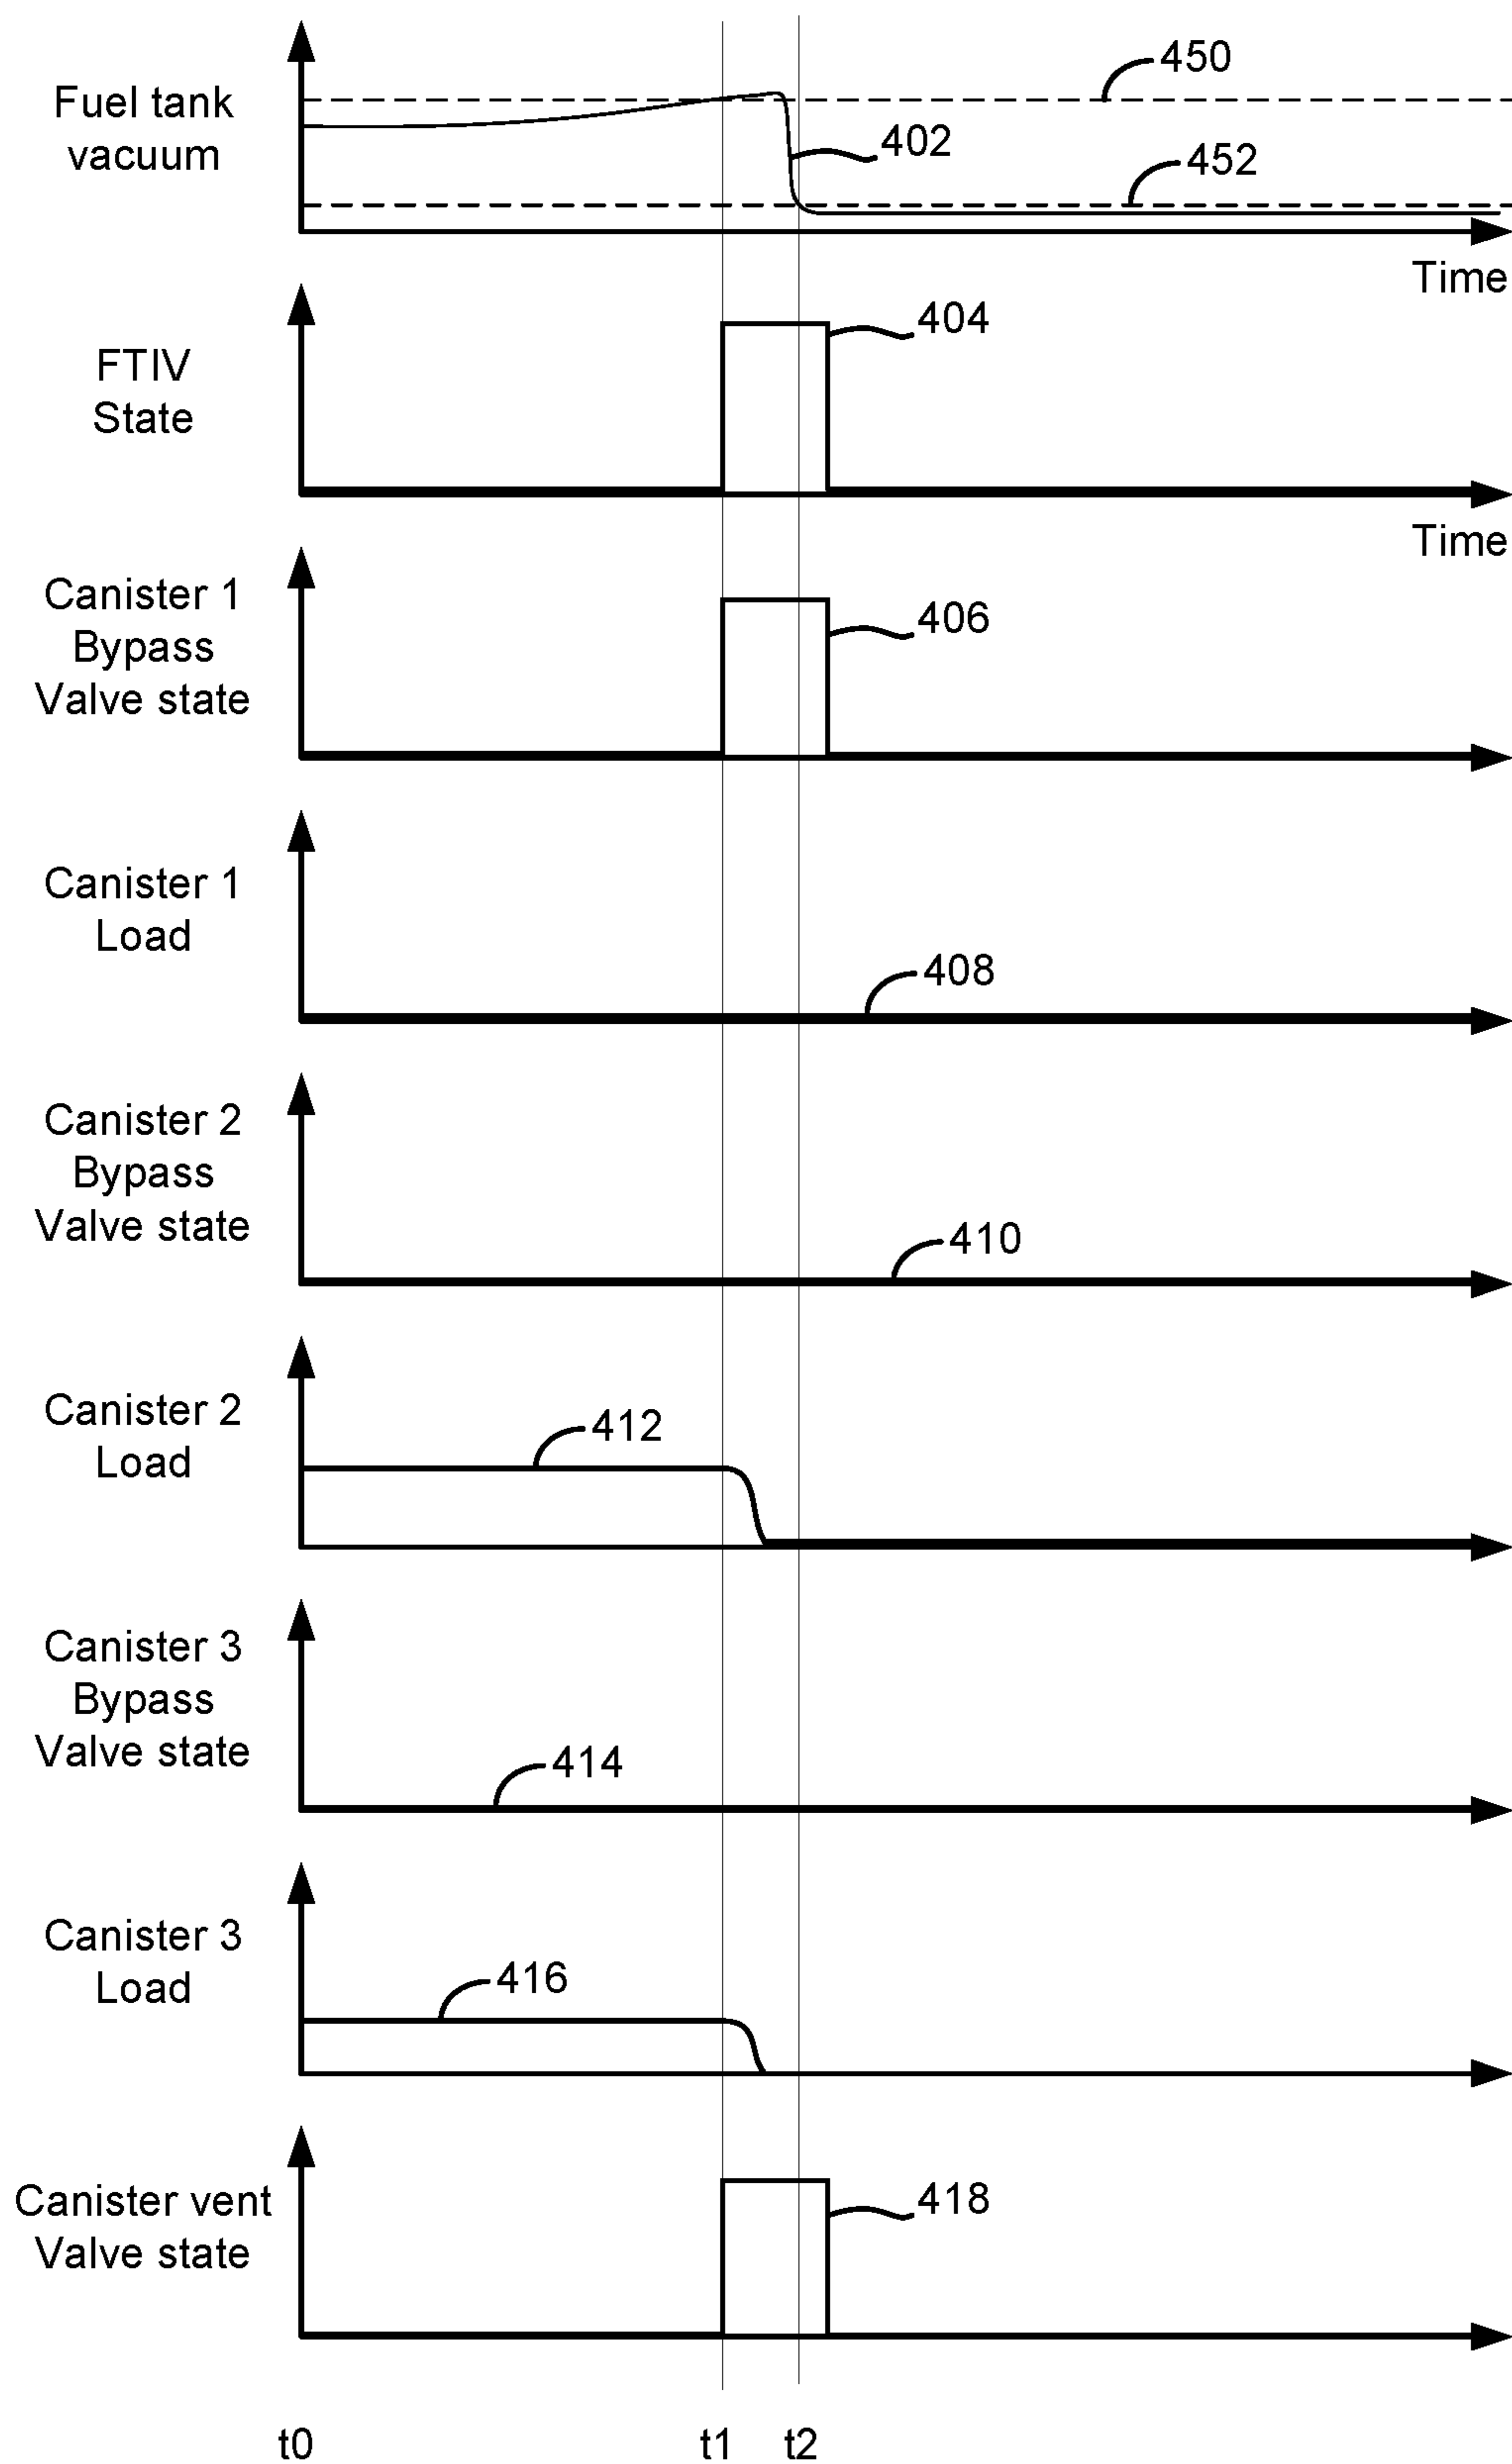 450
Fuel tank
vacuum
402
452
Time
404
FTIV
State
Time
Canister 1
Bypass
Valve state
406
Canister 1
Load
408
Canister 2
Bypass
Valve state
410
Canister 2
Load
412
Canister 3
Bypass
Valve state
414
Canister 3
Load
416
Canister vent
Valve state
418
t0
t1
t2